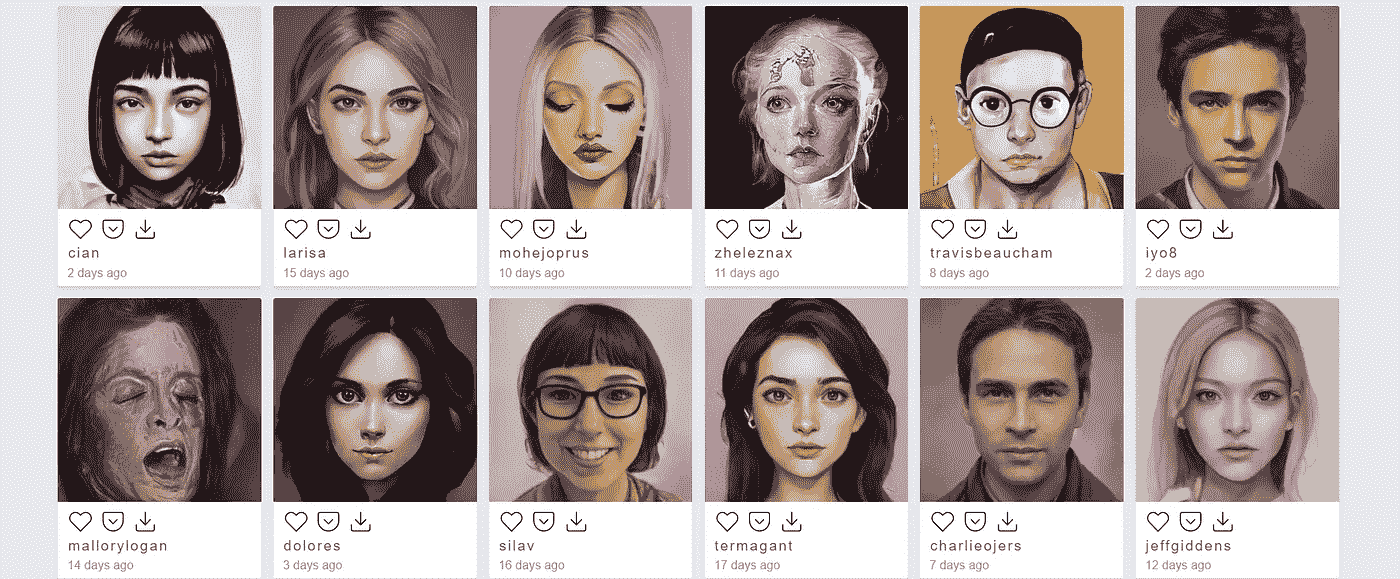 cian
2 days ago
larisa
15 days ago
mohejoprus
10 days ago
zheleznax
11 days ago
travisbeaucham
8 days ago
iyo8
2 days ago
mallorylogan
14 days ago
dolores
3 days ago
silav
16 days ago
termagant
17 days ago
charlieojers
7 days ago
jeffgiddens
12 days ago